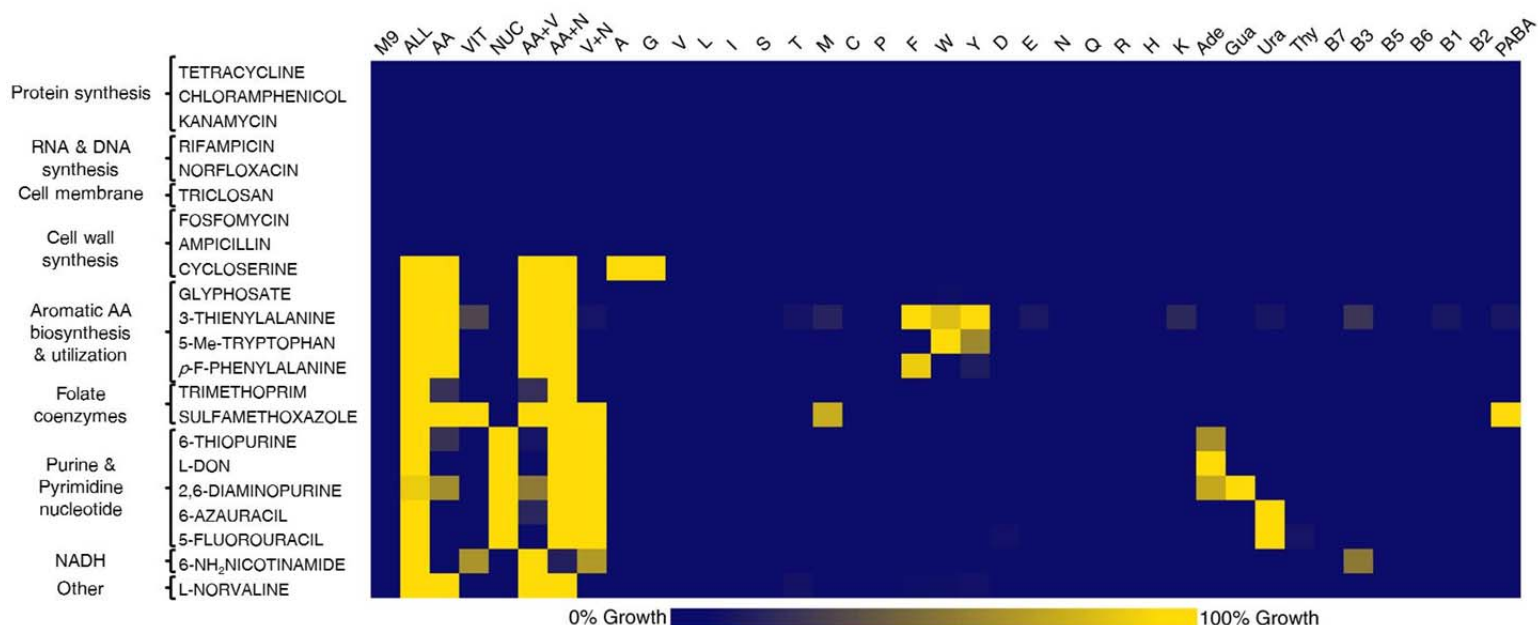 M9 ALL AA VIT NUC AA+V AA+N V+N A G V L I S T M C P F W Y D E N Q R H K Ade Gua Ura Thy B7 B3 B5 B6 B1 B2 PABA
Protein synthesis
TETRACYCLINE
CHLORAMPHENICOL
KANAMYCIN
RNA & DNA
synthesis
RIFAMPICIN
NORFLOXACIN
Cell membrane
TRICLOSAN
Cell wall
synthesis
FOSFOMYCIN
AMPICILLIN
CYCLOSERINE
Aromatic AA
biosynthesis
& utilization
GLYPHOSATE
3-THIENYLALANINE
5-Me-TRYPTOPHAN
p-F-PHENYLALANINE
Folate
coenzymes
TRIMETHOPRIM
SULFAMETHOXAZOLE
Purine &
Pyrimidine
nucleotide
6-THIOPURINE
L-DON
2,6-DIAMINOPURINE
6-AZAURACIL
5-FLUOROURACIL
NADH
6-NH₂NICOTINAMIDE
Other
L-NORVALINE
0% Growth
100% Growth